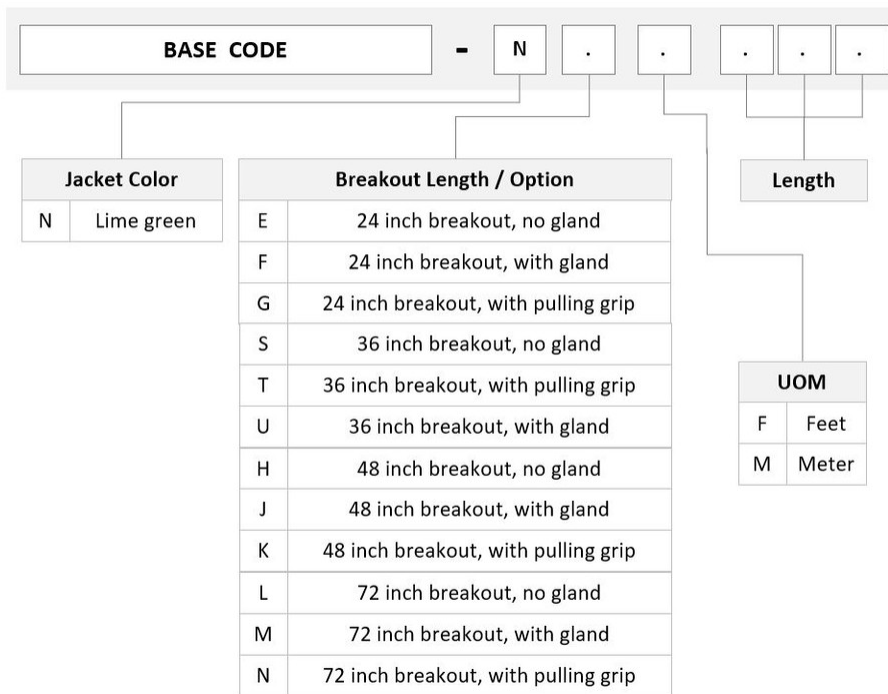 BASE CODE - N . . . . .
Jacket Color
N Lime green
Breakout Length / Option
E 24 inch breakout, no gland
F 24 inch breakout, with gland
G 24 inch breakout, with pulling grip
S 36 inch breakout, no gland
T 36 inch breakout, with pulling grip
U 36 inch breakout, with gland
H 48 inch breakout, no gland
J 48 inch breakout, with gland
K 48 inch breakout, with pulling grip
L 72 inch breakout, no gland
M 72 inch breakout, with gland
N 72 inch breakout, with pulling grip
Length
UOM
F Feet
M Meter